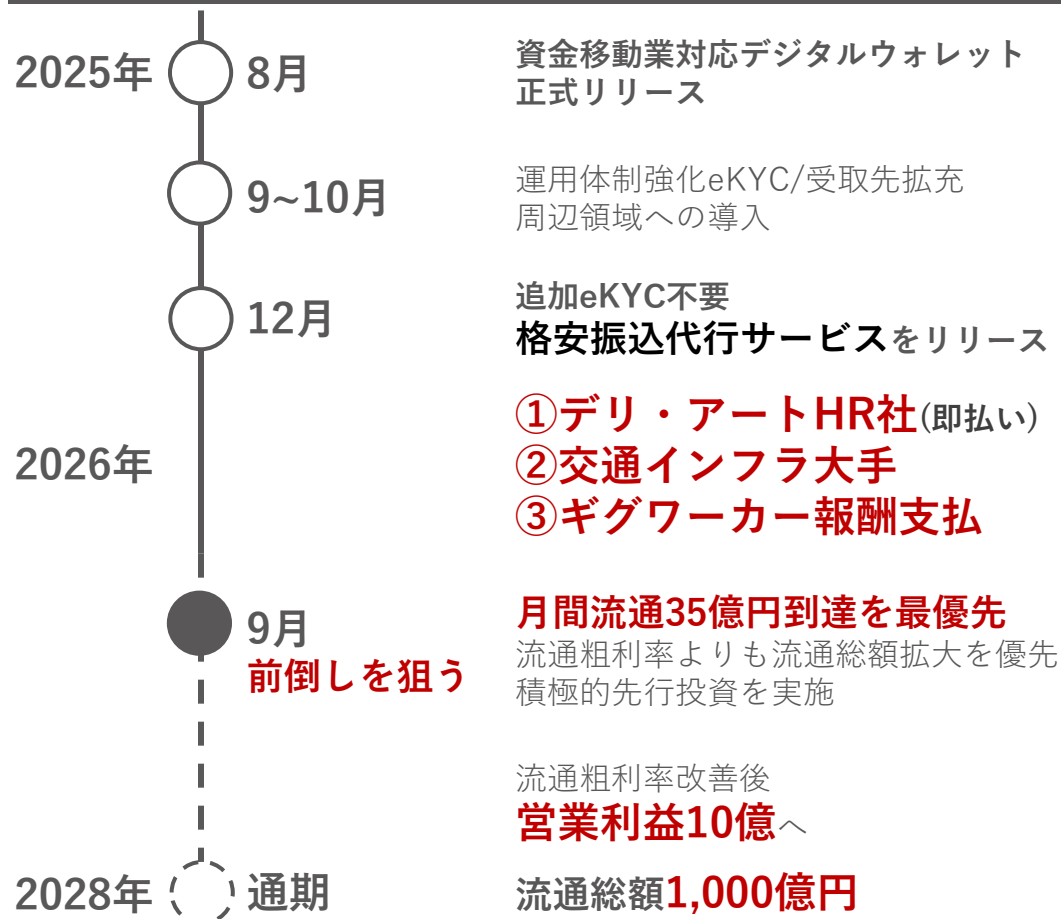 2025年
8月
資金移動業対応デジタルウォレット
正式リリース
9~10月
運用体制強化eKYC/受取先拡充
周辺領域への導入
12月
追加eKYC不要
格安振込代行サービスをリリース
2026年
①デリ・アートHR社(即払い)
②交通インフラ大手
③ギグワーカー報酬支払
9月
前倒しを狙う
月間流通35億円到達を最優先
流通粗利率よりも流通総額拡大を優先
積極的先行投資を実施
流通粗利率改善後
営業利益10億へ
2028年
通期
流通総額1,000億円